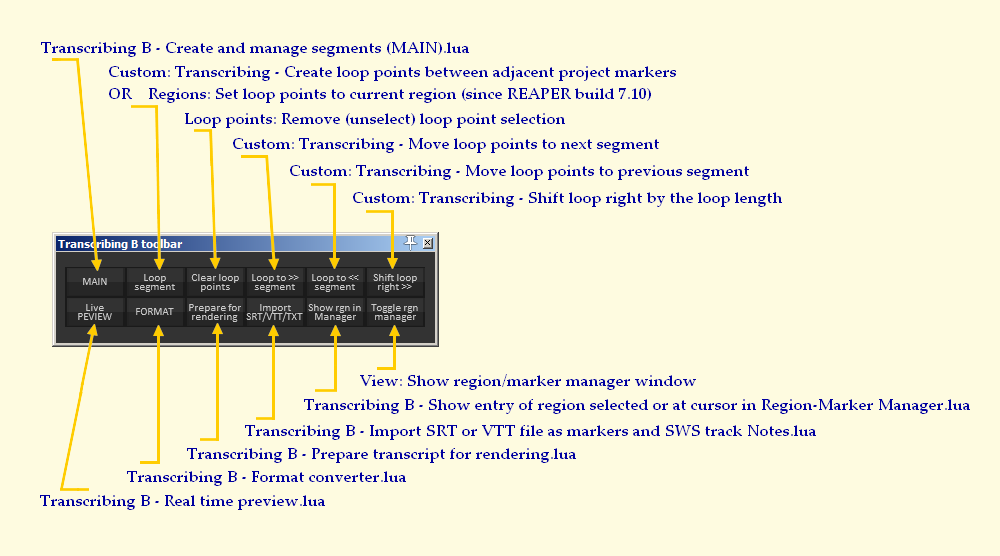 Transcribing B - Create and manage segments (MAIN).lua
Custom: Transcribing - Create loop points between adjacent project markers
OR Regions: Set loop points to current region (since REAPER build 7.10)
Loop points: Remove (unselect) loop point selection
Custom: Transcribing - Move loop points to next segment
Custom: Transcribing - Move loop points to previous segment
Custom: Transcribing - Shift loop right by the loop length
Transcribing B toolbar
MAIN
Loop
segment
Clear loop
points
Loop to >>
segment
Loop to <<
segment
Shift loop
right >>
Live
PEVIEW
FORMAT
Prepare for
rendering
Import
SRT/VTT/TXT
Show rgn in
Manager
Toggle rgn
manager
View: Show region/marker manager window
Transcribing B - Show entry of region selected or at cursor in Region-Marker Manager.lua
Transcribing B - Import SRT or VTT file as markers and SWS track Notes.lua
Transcribing B - Prepare transcript for rendering.lua
Transcribing B - Format converter.lua
Transcribing B - Real time preview.lua